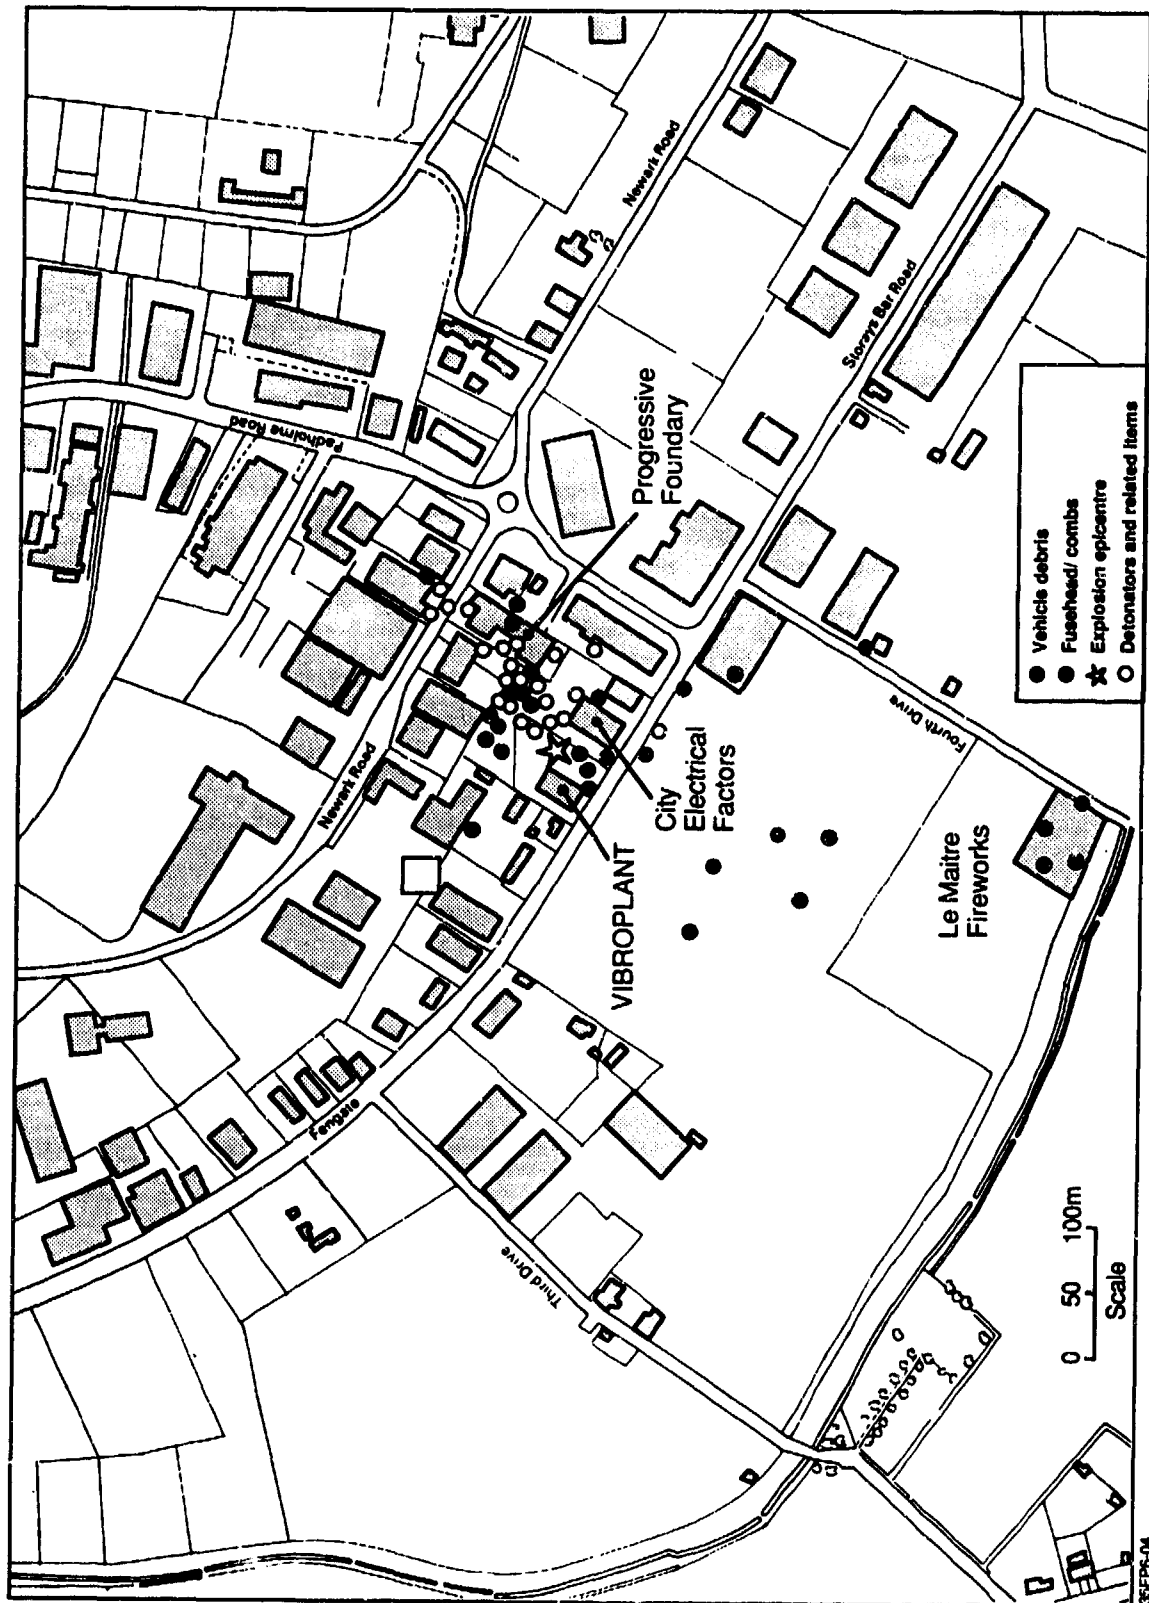 Newark Road
Padholme Road
Storeys Bar Road
Progressive
Foundary
Newark Road
City
Electrical
Factors
VIBROPLANT
Fourth Drive
Le Maitre
Fireworks
Fengate
Third Drive
Vehicle debris
Fusehead/ combs
Explosion epicentre
Detonators and related items
0 50 100m
Scale